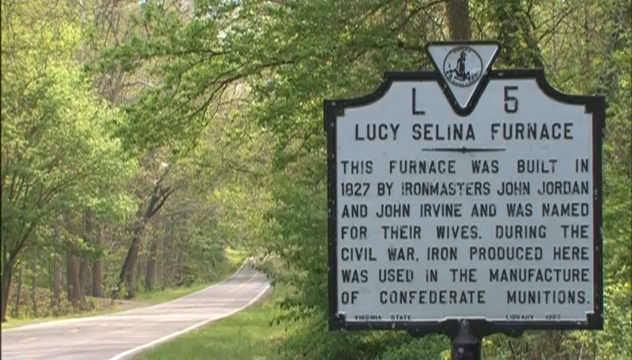 L 5
LUCY SELINA FURNACE
THIS FURNACE WAS BUILT IN
1827 BY IRONMASTERS JOHN JORDAN
AND JOHN IRVINE AND WAS NAMED
FOR THEIR WIVES. DURING THE
CIVIL WAR, IRON PRODUCED HERE
WAS USED IN THE MANUFACTURE
OF CONFEDERATE MUNITIONS.
VIRGINIA STATE LIBRARY